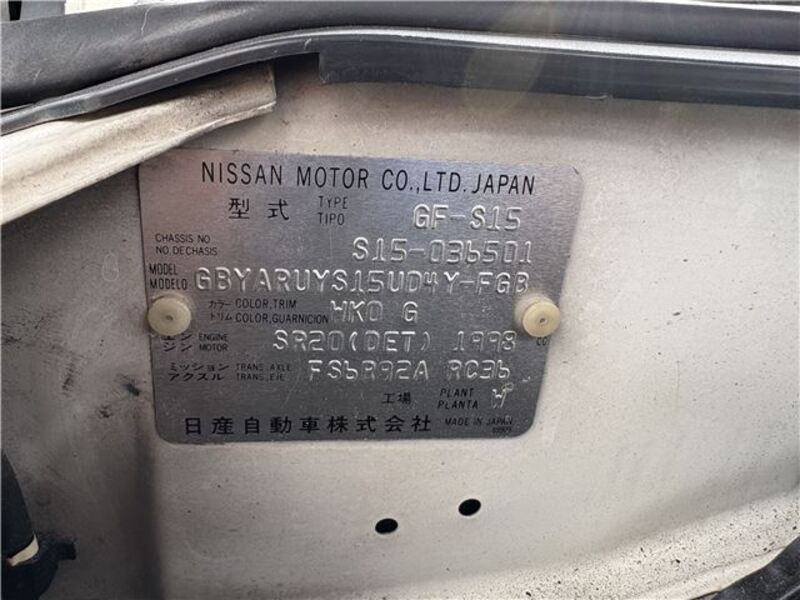 NISSAN MOTOR CO.,LTD. JAPAN
型式 TYPE TIPO GF-S15
CHASSIS NO NO DECHASIS S15-036501
MODEL MODELO GBYARUYS15UD4Y-FGB
カラー COLOR,TRIM トリム COLOR,GUARNICION WK0 G
エンジン ENGINE MOTOR SR20(DET) 1998 CC
ミッション アクスル TRANS.,AXLE TRANS.,EJE FS6R92A RC36
工場 PLANT PLANTA W
日産自動車株式会社 MADE IN JAPAN